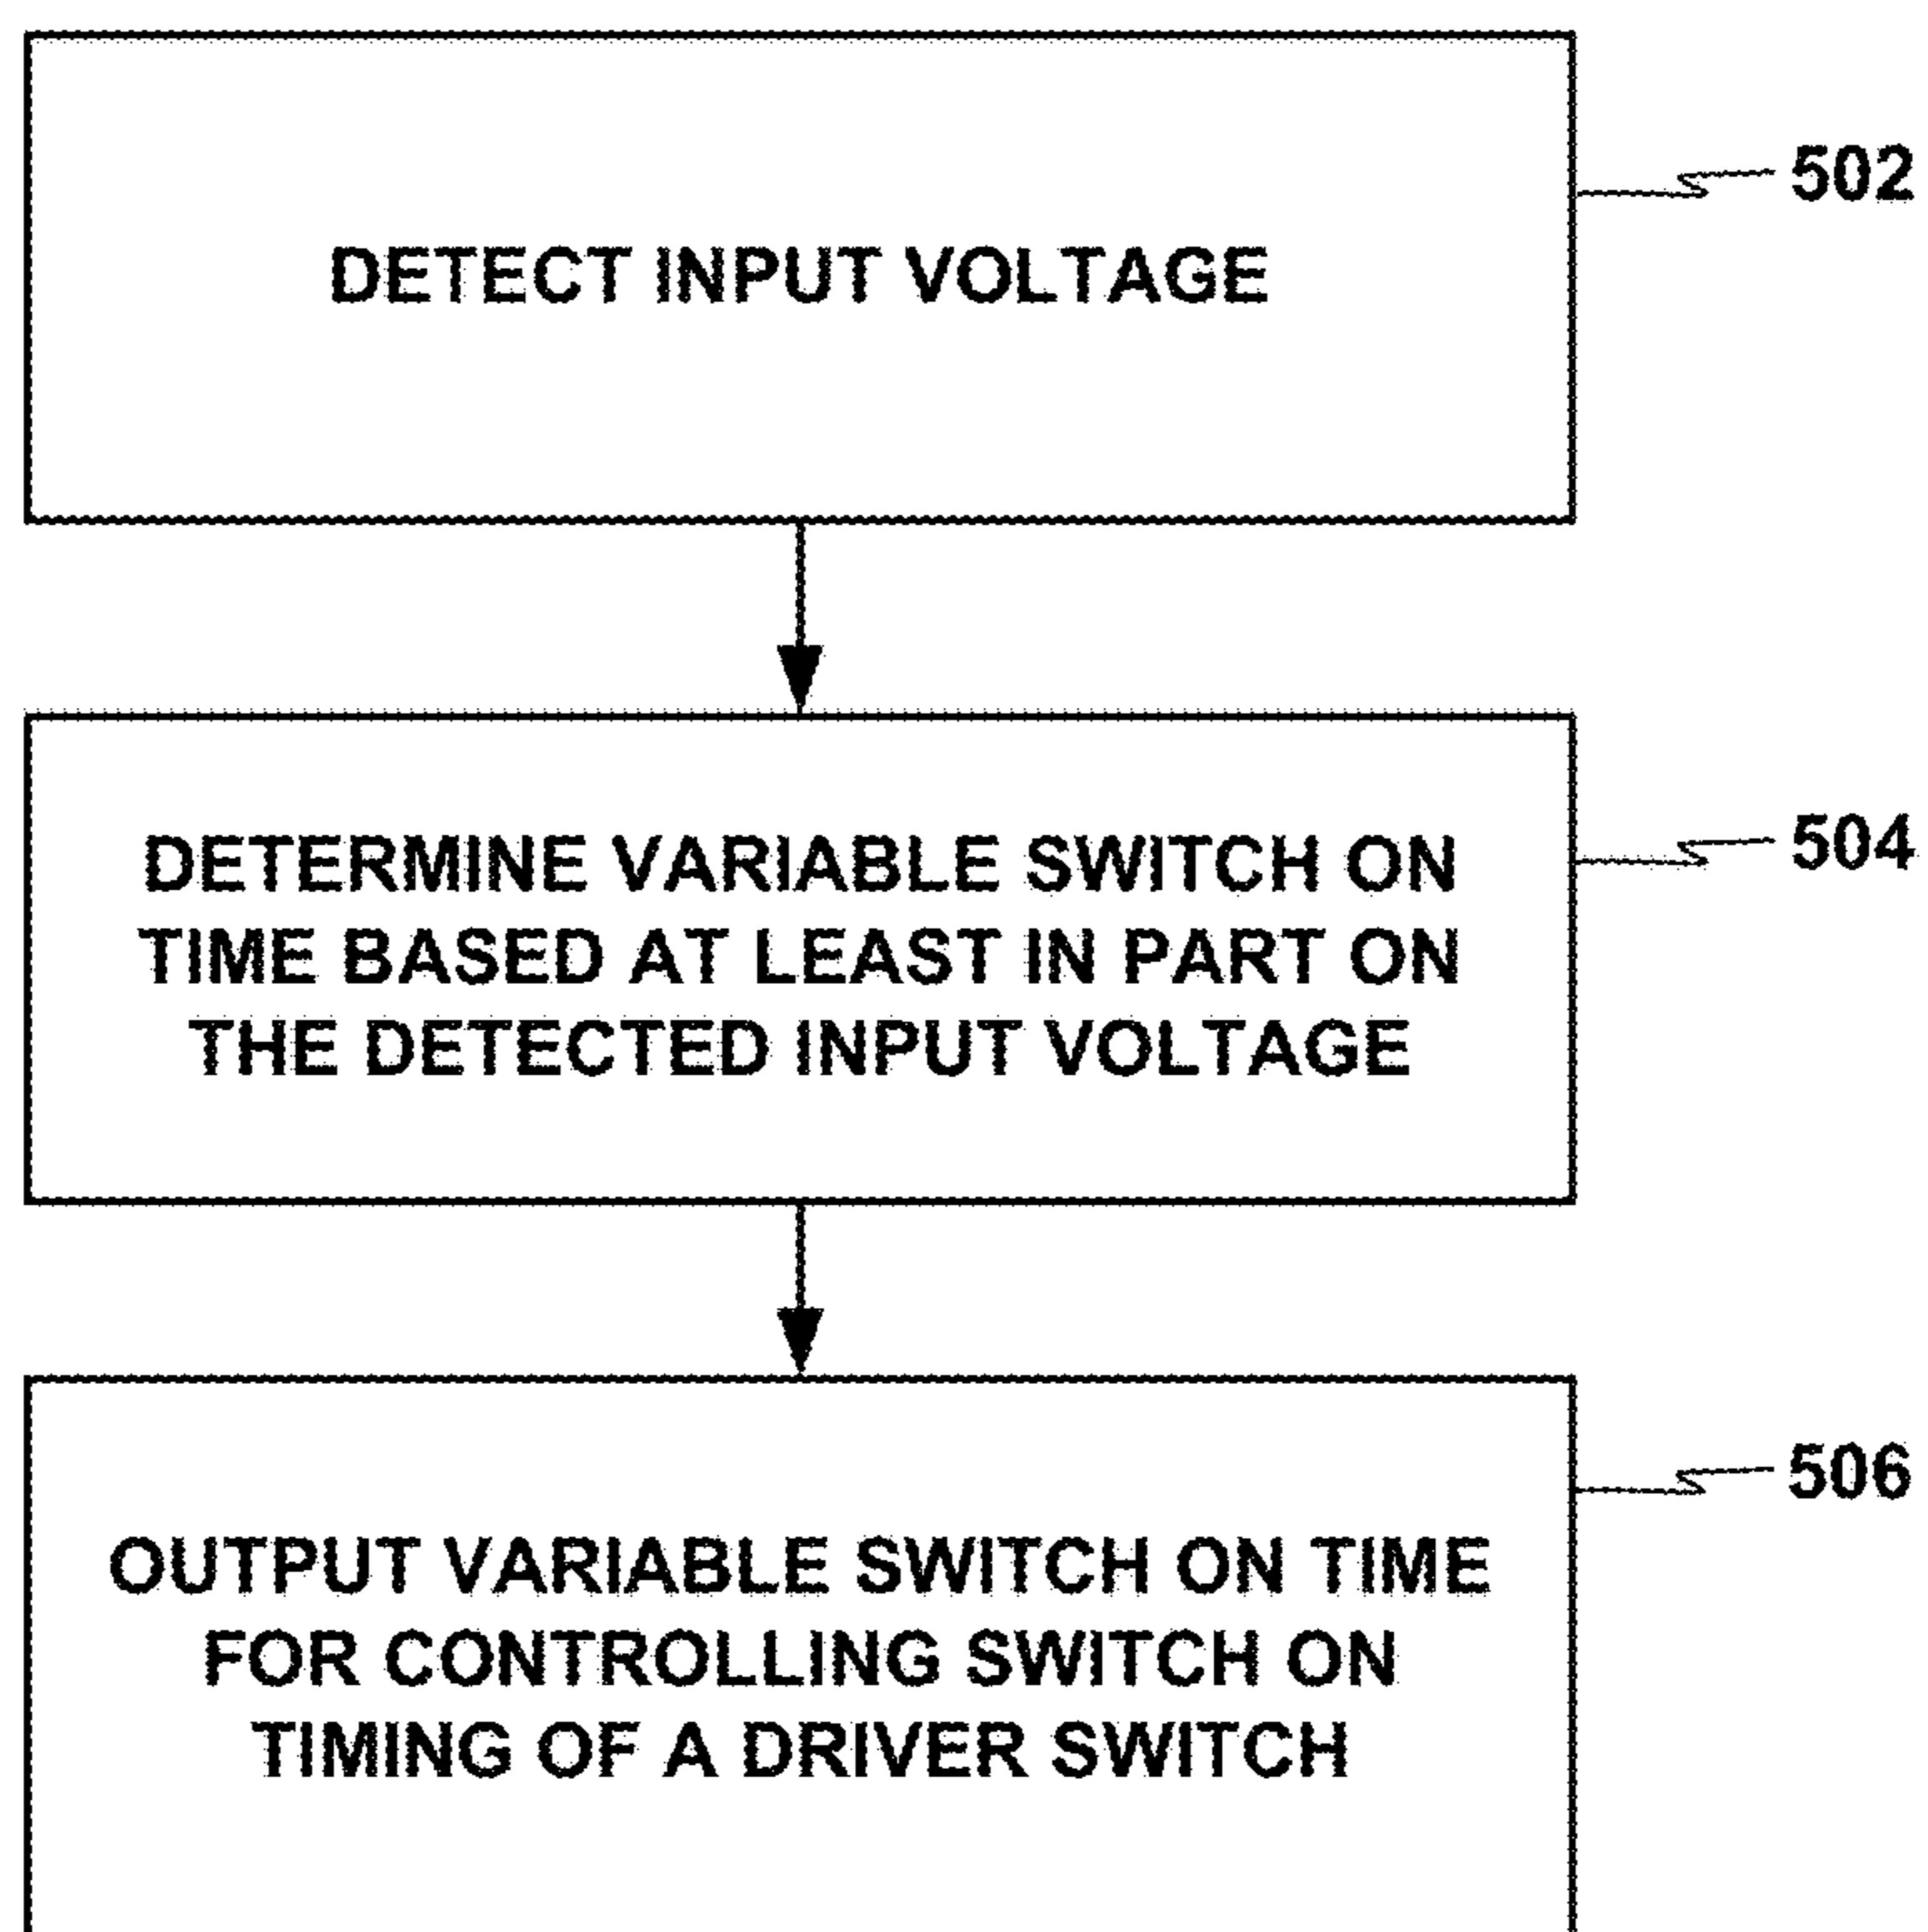 502
DETECT INPUT VOLTAGE
504
DETERMINE VARIABLE SWITCH ON
TIME BASED AT LEAST IN PART ON
THE DETECTED INPUT VOLTAGE
506
OUTPUT VARIABLE SWITCH ON TIME
FOR CONTROLLING SWITCH ON
TIMING OF A DRIVER SWITCH